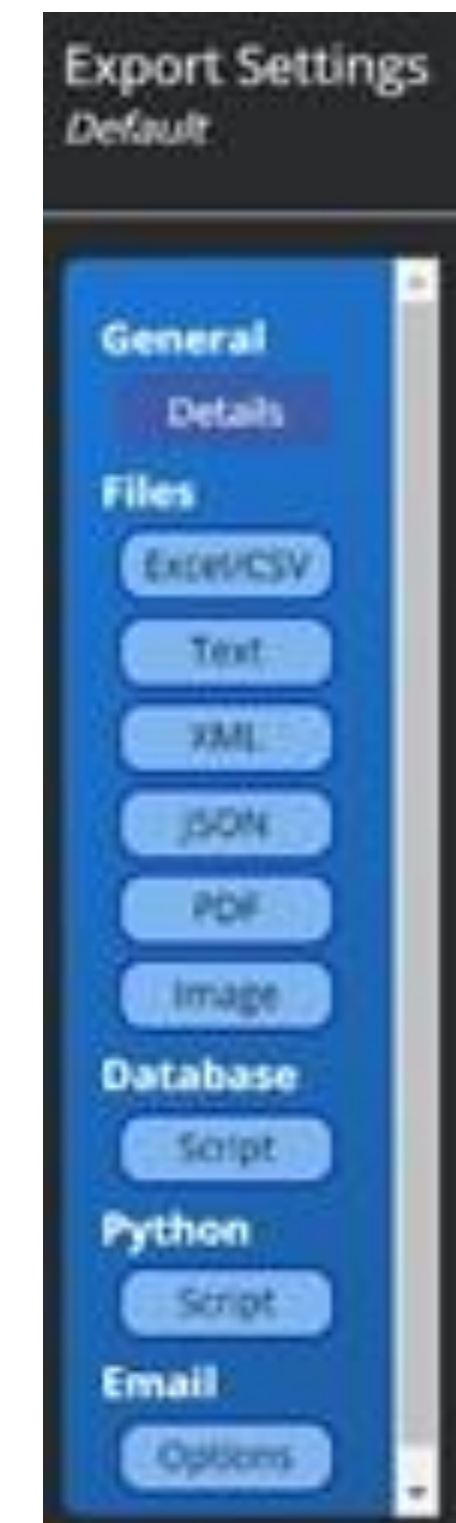 Export Settings
Default
General
Details
Files
Excel/CSV
Text
XML
JSON
PDF
Image
Database
Script
Python
Script
Email
Options